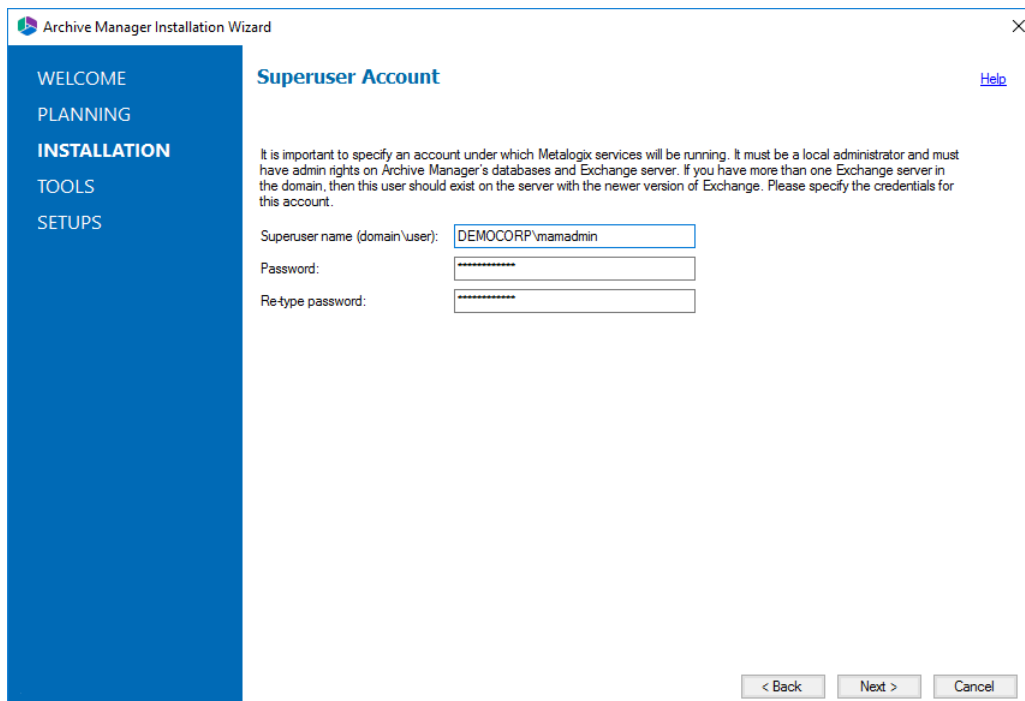 Archive Manager Installation Wizard
WELCOME
PLANNING
INSTALLATION
TOOLS
SETUPS
Superuser Account
Help
It is important to specify an account under which Metalogix services will be running. It must be a local administrator and must
have admin rights on Archive Manager's databases and Exchange server. If you have more than one Exchange server in
the domain, then this user should exist on the server with the newer version of Exchange. Please specify the credentials for
this account.
Superuser name (domain\user): DEMOCORP\mamadmin
Password: ************
Re-type password: ************
< Back Next > Cancel